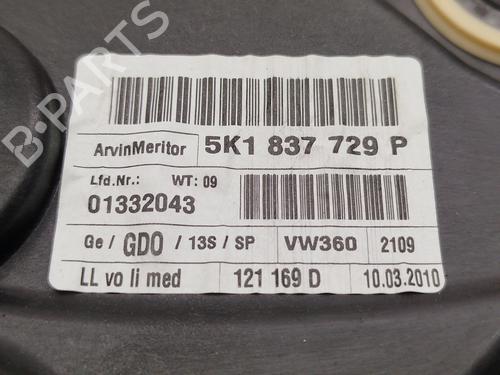 B-PARTS
ArvinMeritor 5K1 837 729 P
Lfd.Nr.: WT: 09
01332043
Ge / GDO / 13S / SP VW360 2109
LL vo li med 121 169 D 10.03.2010